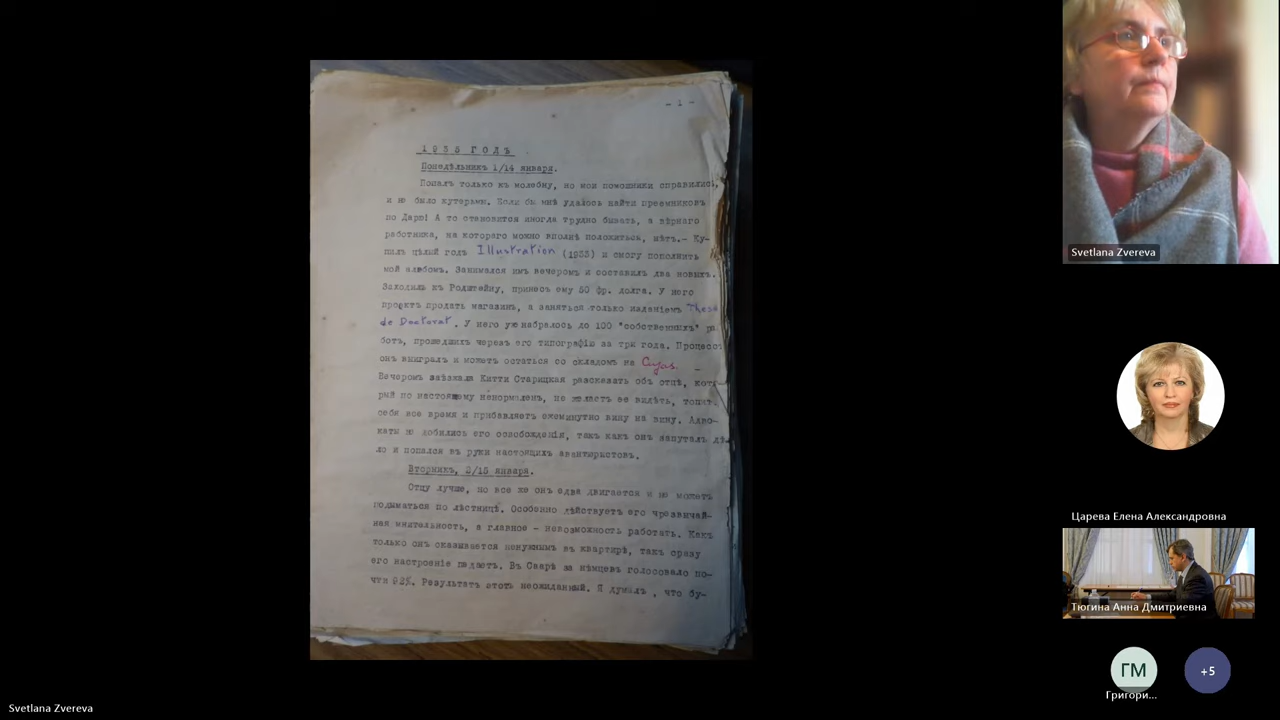 - 1 -
1935 ГОДЪ
Понедѣльникъ 1/14 января.
Попалъ только къ молебну, но мои помощники справились,
и но было кутерьмы. Если бы мнѣ удалось найти преемниковъ
по Дарю! А то становится иногда трудно бывать, а вѣрнаго
работника, на котораго можно вполнѣ положиться, нѣтъ.- Ку-
пилъ цѣлый годъ Illustration (1933) и смогу пополнить
мой альбомъ. Занимался имъ вечеромъ и составилъ два новыхъ.
Заходилъ къ Родштейну, принесъ ему 50 фр. долга. У него
проектъ продать магазинъ, а заняться только изданіемъ These
de Doctorat. У него уже набралось до 100 "собственныхъ" ра
ботъ, прошедшихъ черезъ его типографію за три года. Процессъ
онъ выигралъ и можетъ остаться со складомъ на Cujas. -
Вечеромъ заѣзжала Китти Старицкая разсказать объ отцѣ, кото
рый по настоящему ненормаленъ, не желаетъ ее видѣть, топитъ
себя все время и прибавляетъ ежеминутно вину на вину. Адво-
каты но добились его освобожденія, такъ какъ онъ запуталъ дѣ
ло и попался въ руки настоящихъ авантюристовъ.
Вторникъ, 2/15 января.
Отцу лучше, но все же онъ едва двигается и но можетъ
подыматься по лѣстницѣ. Особенно дѣйствуетъ его чрезвычай-
ная мнительность, а главное - невозможность работать. Какъ
только онъ оказывается ненужнымъ въ квартирѣ, такъ сразу
его настроеніе падаетъ. Въ Саарѣ за нѣмцевъ голосовало по-
чти 92%. Результатъ этотъ неожиданный. Я думалъ, что бу-
Svetlana Zvereva
Царева Елена Александровна
Тюгина Анна Дмитриевна
ГМ
+5
Григори...
Svetlana Zvereva